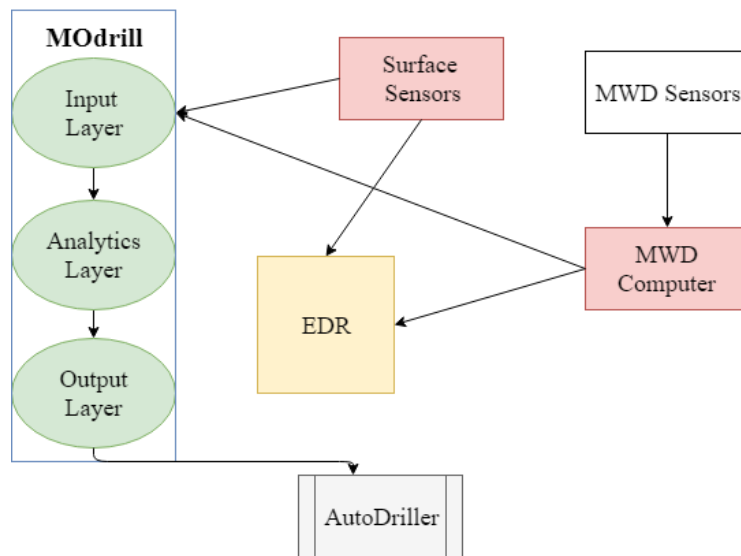 MOdrill
Input
Layer
Surface
Sensors
MWD Sensors
Analytics
Layer
MWD
Computer
EDR
Output
Layer
AutoDriller